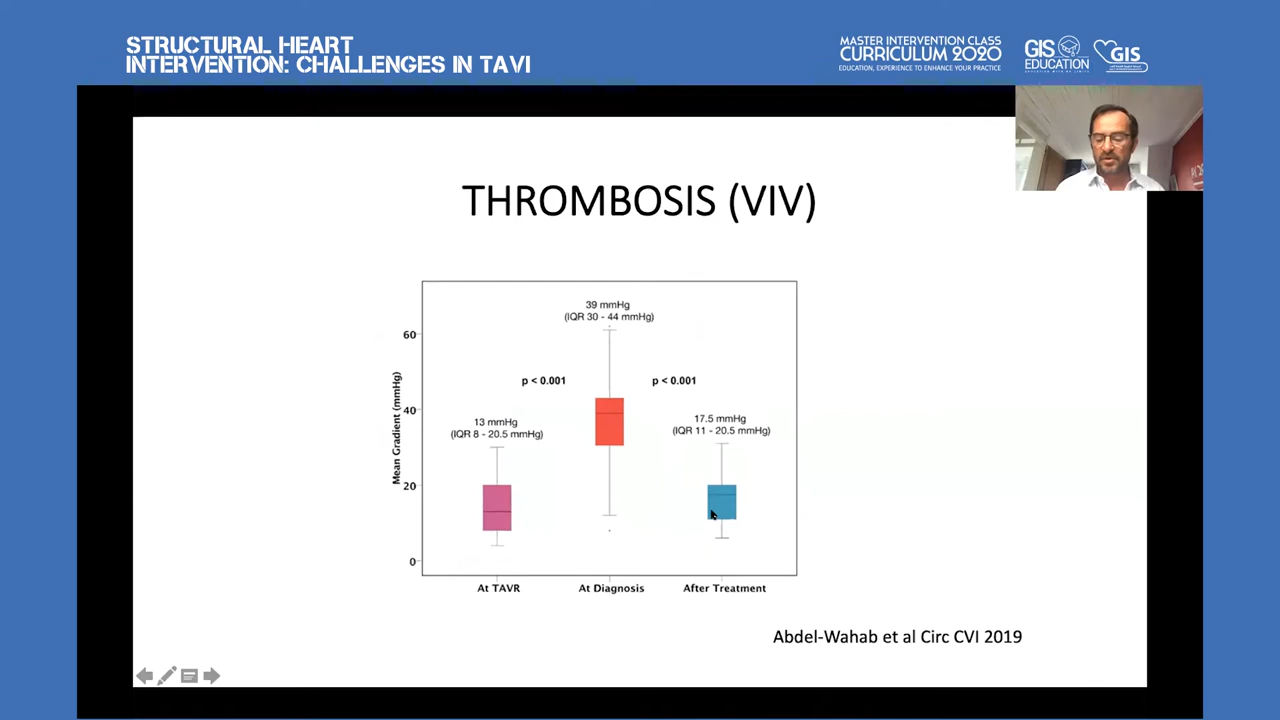 STRUCTURAL HEART
INTERVENTION: CHALLENGES IN TAVI
MASTER INTERVENTION CLASS
CURRICULUM 2020
EDUCATION, EXPERIENCE TO ENHANCE YOUR PRACTICE
GIS
EDUCATION
GIS
THROMBOSIS (VIV)
39 mmHg
(IQR 30 - 44 mmHg)
60
p < 0.001
p < 0.001
40
13 mmHg
(IQR 8 - 20.5 mmHg)
17.5 mmHg
(IQR 11 - 20.5 mmHg)
Mean Gradient (mmHg)
20
0
At TAVR
At Diagnosis
After Treatment
Abdel-Wahab et al Circ CVI 2019